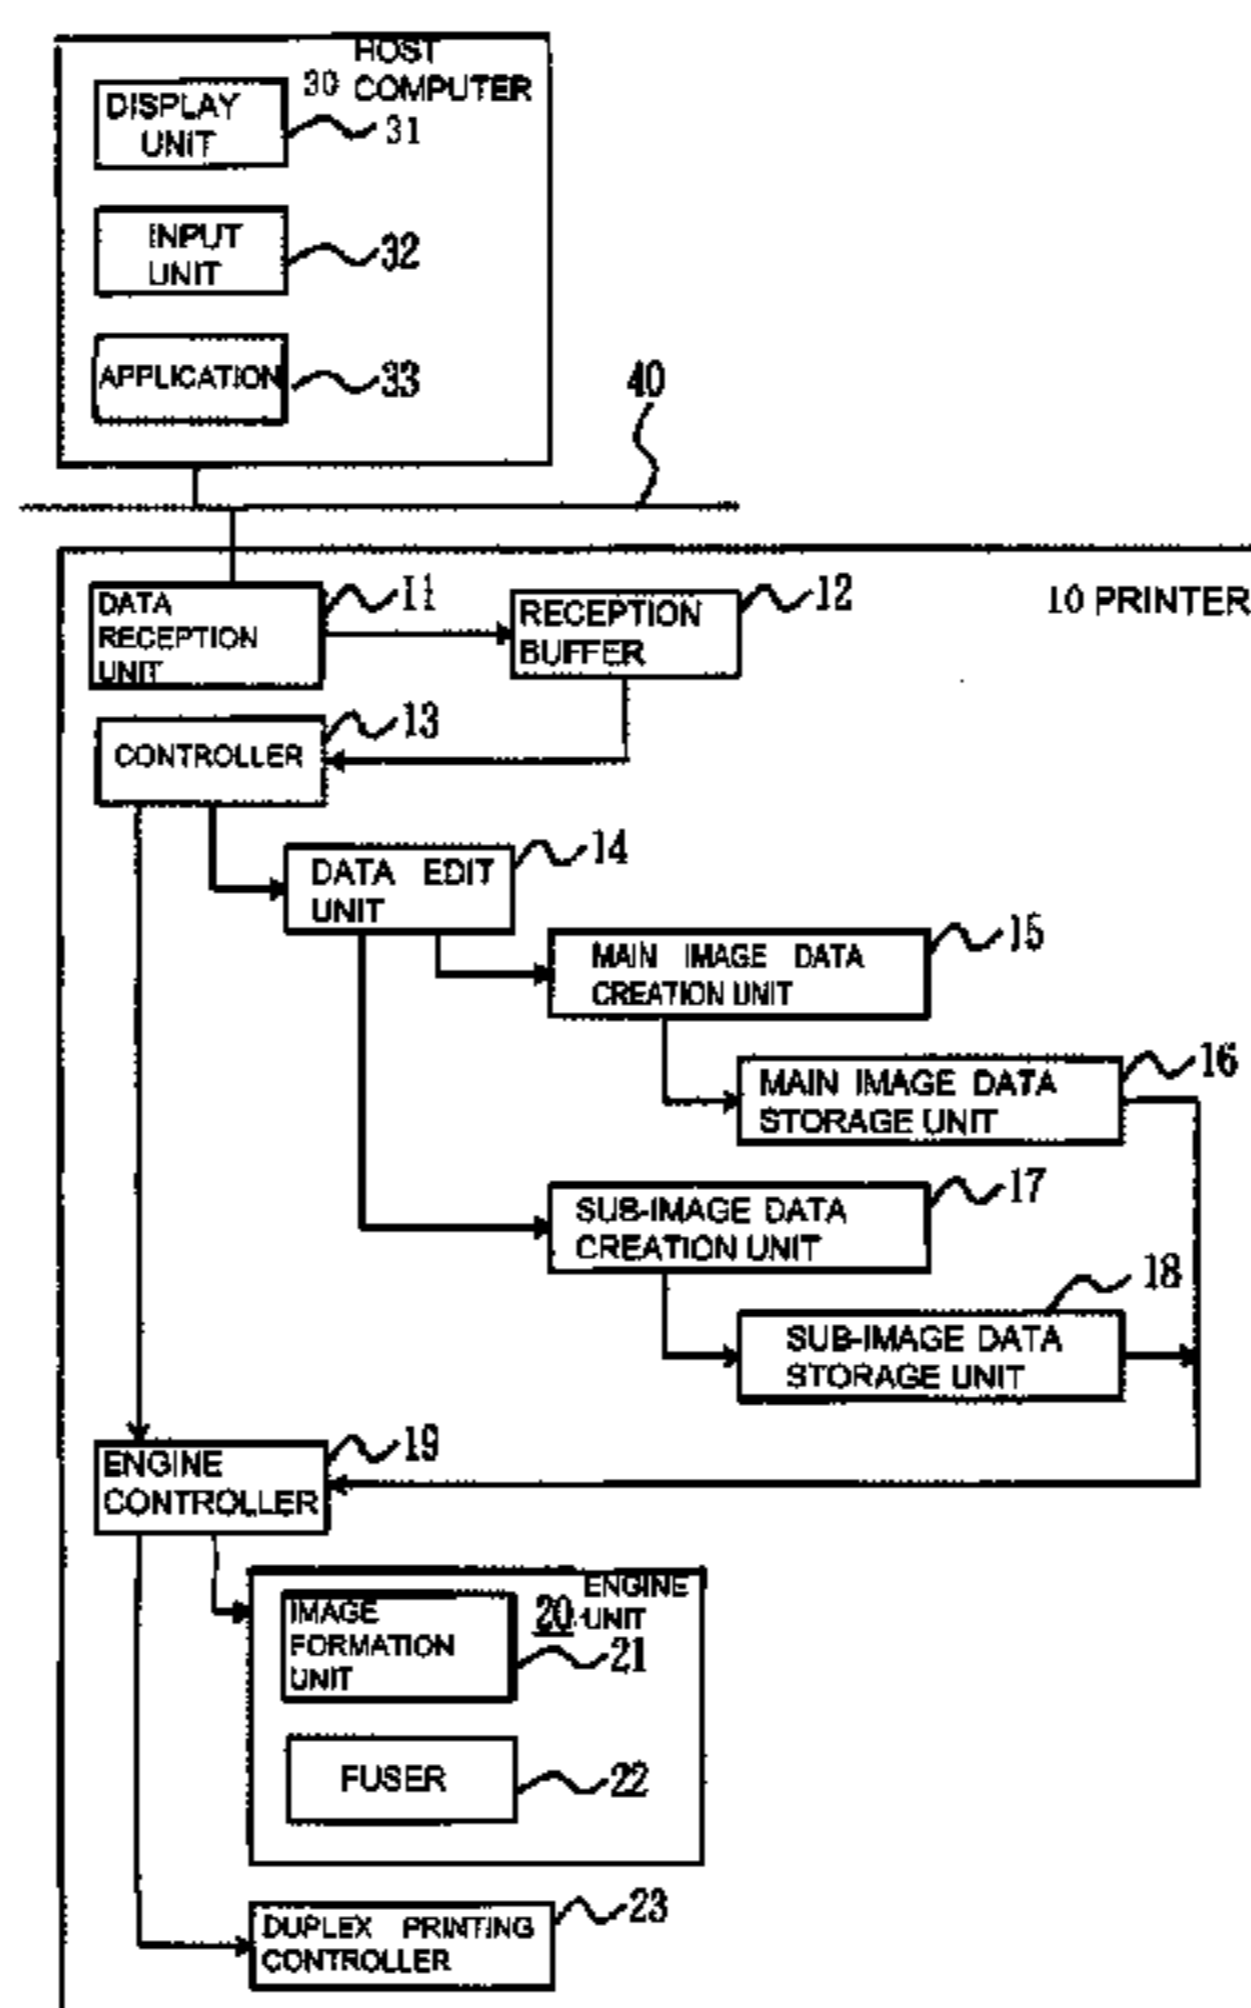 HOST
30 COMPUTER
DISPLAY
UNIT
31
INPUT
UNIT
32
APPLICATION
33
40
10 PRINTER
DATA
RECEPTION
UNIT
11
RECEPTION
BUFFER
12
CONTROLLER
13
DATA EDIT
UNIT
14
MAIN IMAGE DATA
CREATION UNIT
15
MAIN IMAGE DATA
STORAGE UNIT
16
SUB-IMAGE DATA
CREATION UNIT
17
SUB-IMAGE DATA
STORAGE UNIT
18
ENGINE
CONTROLLER
19
ENGINE
20 UNIT
IMAGE
FORMATION
UNIT
21
FUSER
22
DUPLEX PRINTING
CONTROLLER
23